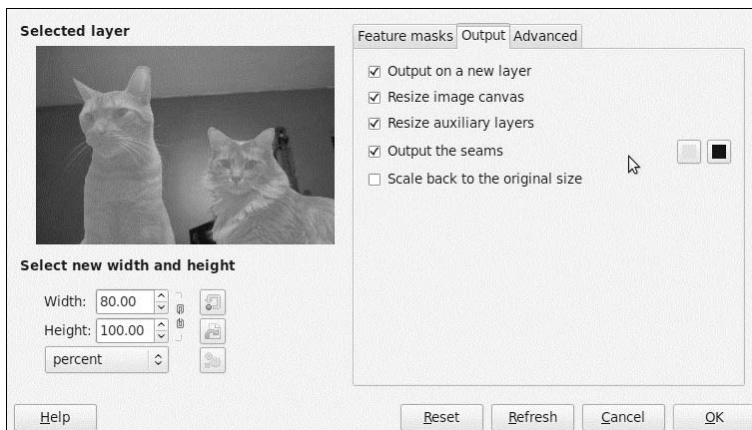 Selected layer
Feature masks Output Advanced
Output on a new layer
Resize image canvas
Resize auxiliary layers
Output the seams
Scale back to the original size
Select new width and height
Width: 80.00
Height: 100.00
percent
Help Reset Refresh Cancel OK